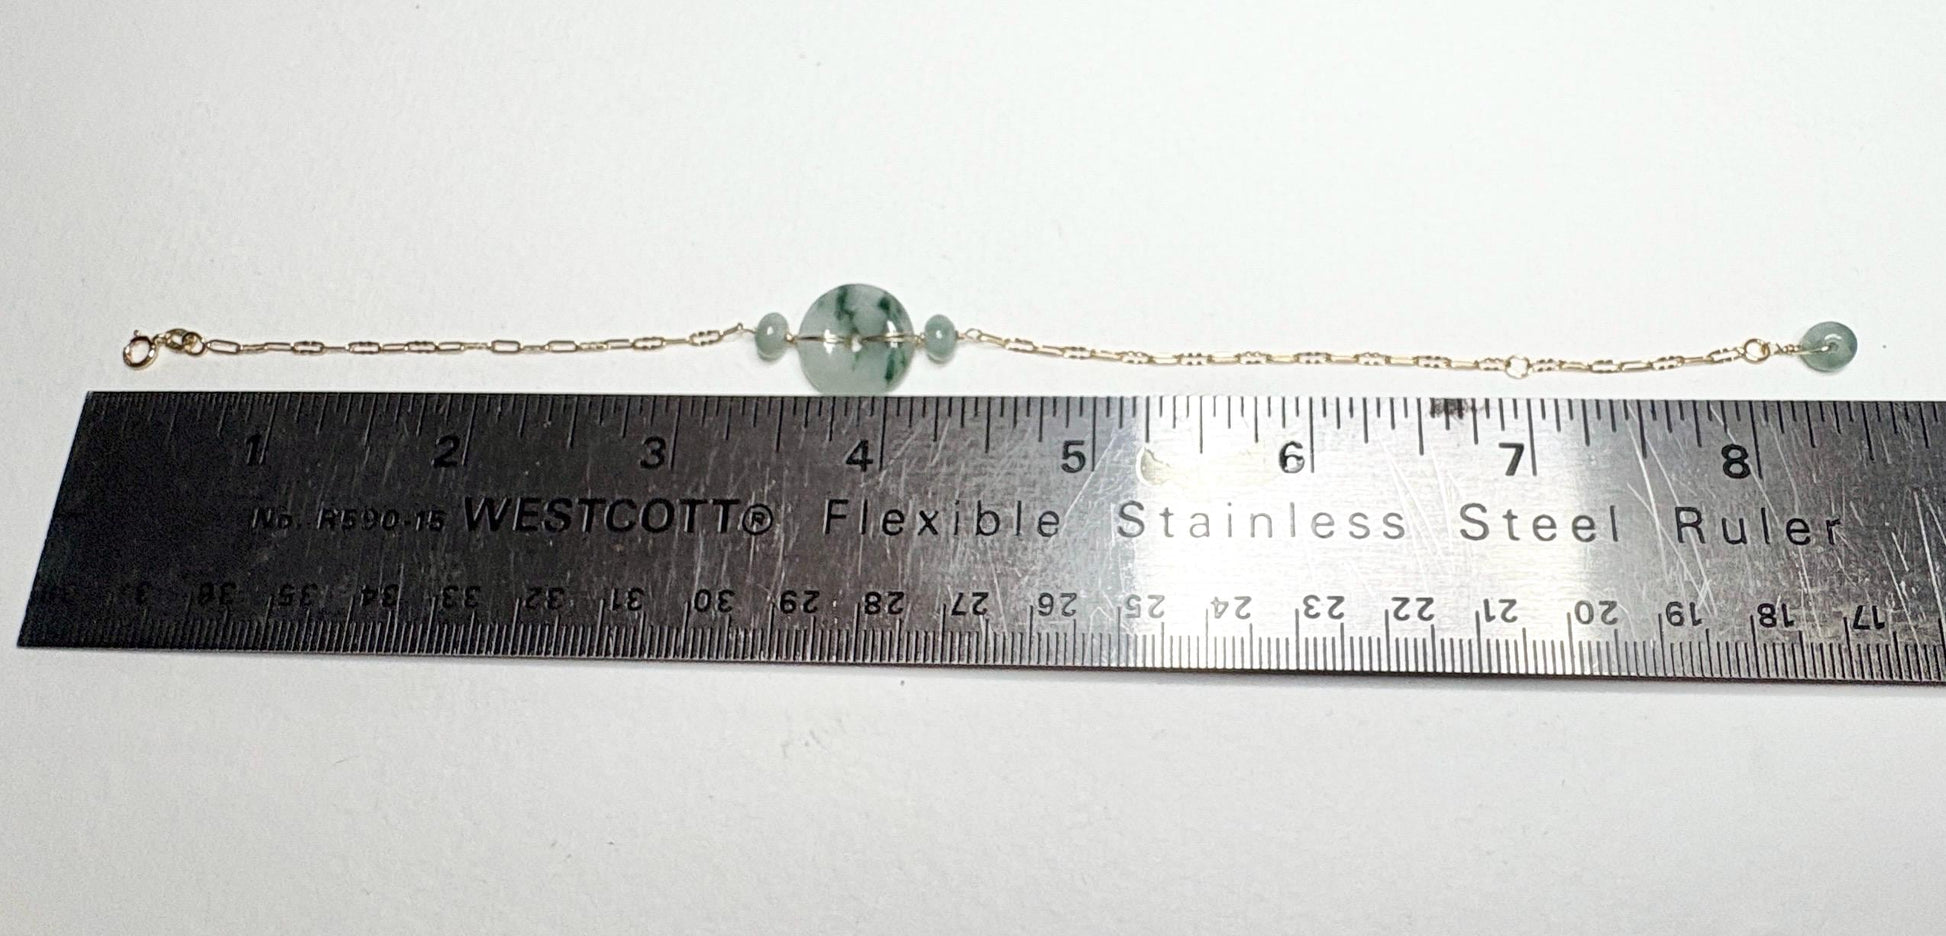 1 2 3 4 5 6 7 8
No. R590-15 WESTCOTT® Flexible Stainless Steel Ruler
36 35 34 33 32 31 30 29 28 27 26 25 24 23 22 21 20 19 18 17